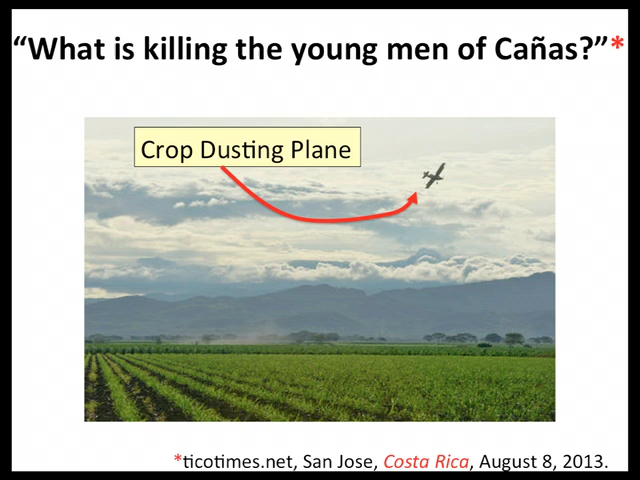 “What is killing the young men of Cañas?”*
Crop Dusting Plane
*ticotimes.net, San Jose, Costa Rica, August 8, 2013.